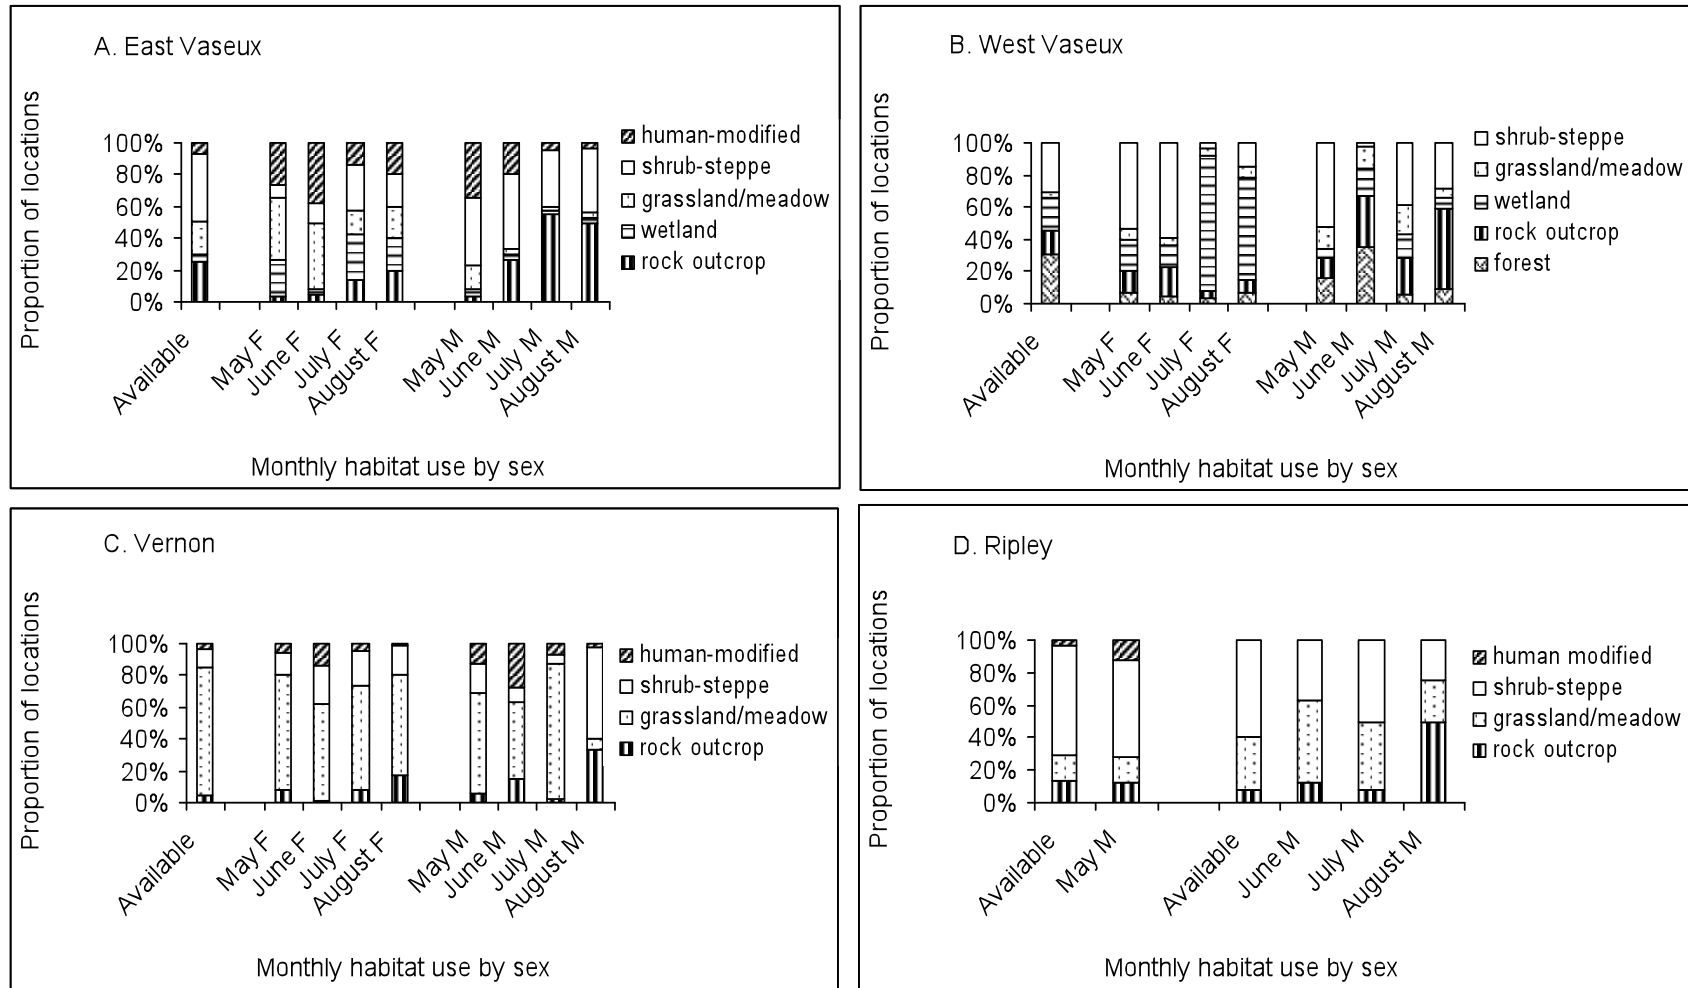 A. East Vaseux
Proportion of locations
100%
80%
60%
40%
20%
0%
human-modified
shrub-steppe
grassland/meadow
wetland
rock outcrop
Available
May F
June F
July F
August F
May M
June M
July M
August M
Monthly habitat use by sex
B. West Vaseux
Proportion of locations
100%
80%
60%
40%
20%
0%
shrub-steppe
grassland/meadow
wetland
rock outcrop
forest
Available
May F
June F
July F
August F
May M
June M
July M
August M
Monthly habitat use by sex
C. Vernon
Proportion of locations
100%
80%
60%
40%
20%
0%
human-modified
shrub-steppe
grassland/meadow
rock outcrop
Available
May F
June F
July F
August F
May M
June M
July M
August M
Monthly habitat use by sex
D. Ripley
Proportion of locations
100%
80%
60%
40%
20%
0%
human modified
shrub-steppe
grassland/meadow
rock outcrop
Available
May M
Available
June M
July M
August M
Monthly habitat use by sex